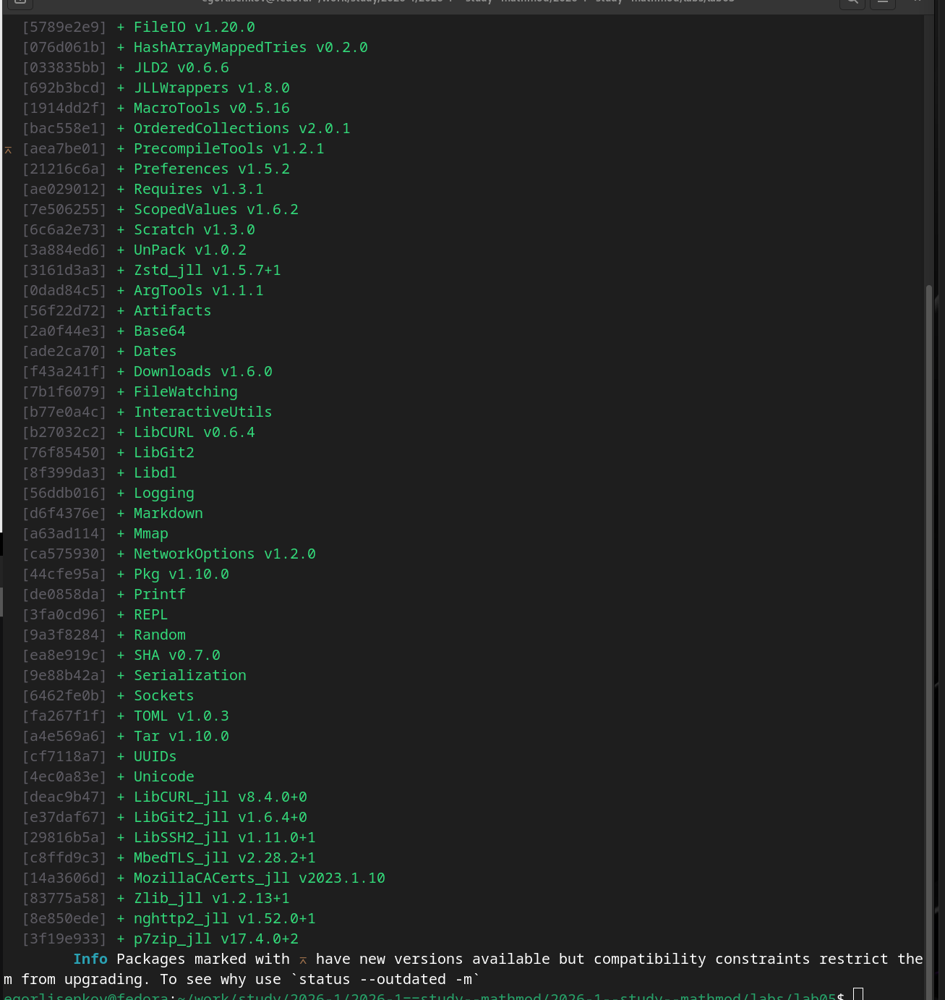 [5789e2e9] + FileIO v1.20.0
[076d061b] + HashArrayMappedTries v0.2.0
[033835bb] + JLD2 v0.6.6
[692b3bcd] + JLLWrappers v1.8.0
[1914dd2f] + MacroTools v0.5.16
[bac558e1] + OrderedCollections v2.0.1
⌅ [aea7be01] + PrecompileTools v1.2.1
[21216c6a] + Preferences v1.5.2
[ae029012] + Requires v1.3.1
[7e506255] + ScopedValues v1.6.2
[6c6a2e73] + Scratch v1.3.0
[3a884ed6] + UnPack v1.0.2
[3161d3a3] + Zstd_jll v1.5.7+1
[0dad84c5] + ArgTools v1.1.1
[56f22d72] + Artifacts
[2a0f44e3] + Base64
[ade2ca70] + Dates
[f43a241f] + Downloads v1.6.0
[7b1f6079] + FileWatching
[b77e0a4c] + InteractiveUtils
[b27032c2] + LibCURL v0.6.4
[76f85450] + LibGit2
[8f399da3] + Libdl
[56ddb016] + Logging
[d6f4376e] + Markdown
[a63ad114] + Mmap
[ca575930] + NetworkOptions v1.2.0
[44cfe95a] + Pkg v1.10.0
[de0858da] + Printf
[3fa0cd96] + REPL
[9a3f8284] + Random
[ea8e919c] + SHA v0.7.0
[9e88b42a] + Serialization
[6462fe0b] + Sockets
[fa267f1f] + TOML v1.0.3
[a4e569a6] + Tar v1.10.0
[cf7118a7] + UUIDs
[4ec0a83e] + Unicode
[deac9b47] + LibCURL_jll v8.4.0+0
[e37daf67] + LibGit2_jll v1.6.4+0
[29816b5a] + LibSSH2_jll v1.11.0+1
[c8ffd9c3] + MbedTLS_jll v2.28.2+1
[14a3606d] + MozillaCACerts_jll v2023.1.10
[83775a58] + Zlib_jll v1.2.13+1
[8e850ede] + nghttp2_jll v1.52.0+1
[3f19e933] + p7zip_jll v17.4.0+2
Info Packages marked with ⌅ have new versions available but compatibility constraints restrict the
m from upgrading. To see why use `status --outdated -m`
egorlisenkov@fedora:~/work/study/2026-1/2026-1==study--mathmod/2026-1--study--mathmod/labs/lab05$